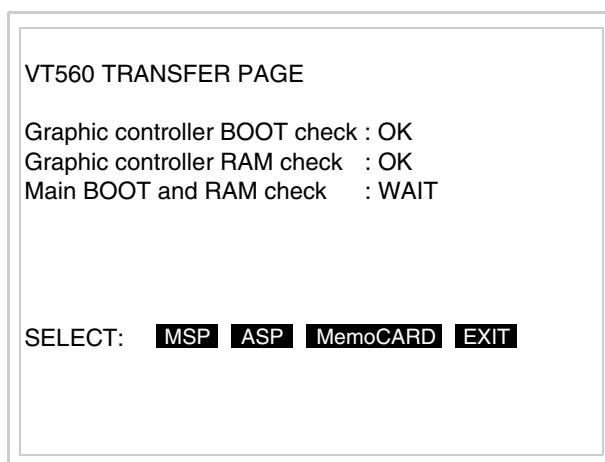 VT560 TRANSFER PAGE
Graphic controller BOOT check : OK
Graphic controller RAM check : OK
Main BOOT and RAM check : WAIT
SELECT: MSP ASP MemoCARD EXIT